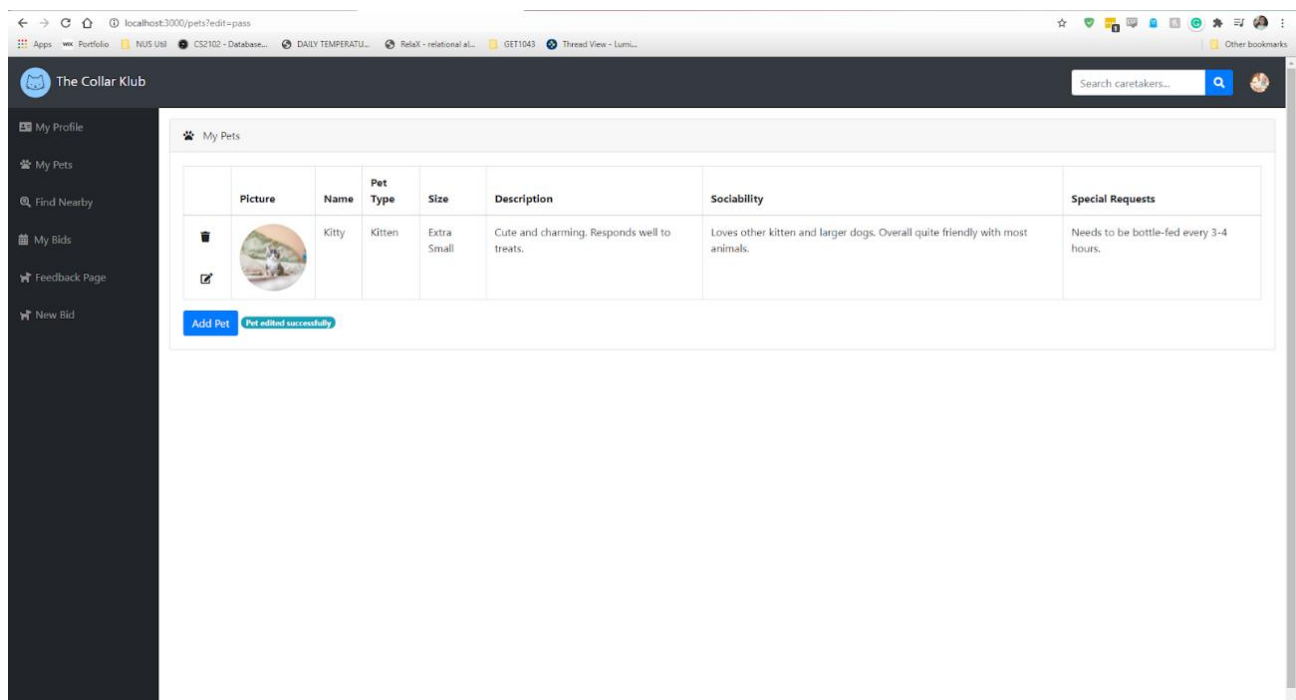 localhost:3000/pets?edit=pass
Apps WIX Portfolio NUS Util CS2102 - Database... DAILY TEMPERATU... RelaX - relational al... GET1043 Thread View - Lumi... Other bookmarks
The Collar Klub Search caretakers...
My Profile
My Pets
Find Nearby
My Bids
Feedback Page
New Bid
My Pets
Picture Name Pet Type Size Description Sociability Special Requests
Kitty Kitten Extra Cute and charming. Responds well to Loves other kitten and larger dogs. Overall quite friendly with most Needs to be bottle-fed every 3-4
Small treats. animals. hours.
Add Pet Pet edited successfully